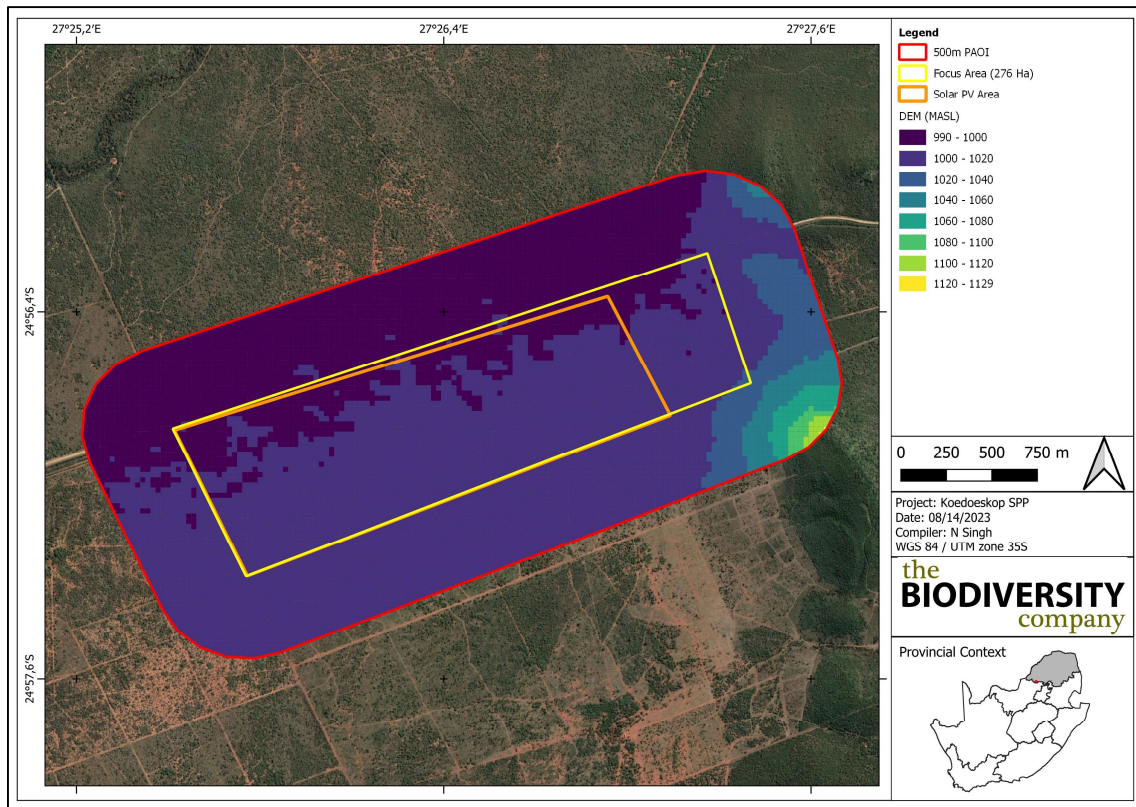 27°25,2'E
27°26,4'E
27°27,6'E
24°56,4'S
24°57,6'S
Legend
500m PAOI
Focus Area (276 Ha)
Solar PV Area
DEM (MASL)
990 - 1000
1000 - 1020
1020 - 1040
1040 - 1060
1060 - 1080
1080 - 1100
1100 - 1120
1120 - 1129
0 250 500 750 m
Project: Koedoeskop SPP
Date: 08/14/2023
Compiler: N Singh
WGS 84 / UTM zone 35S
the
BIODIVERSITY
company
Provincial Context